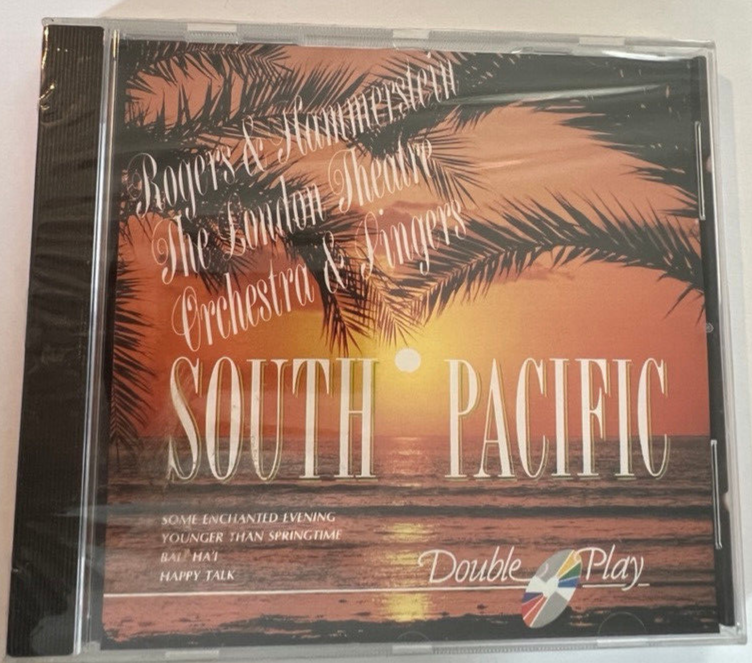 Rogers & Hammerstein
The London Theatre
Orchestra & Singers
SOUTH PACIFIC
SOME ENCHANTED EVENING
YOUNGER THAN SPRINGTIME
BALI HA'I
HAPPY TALK
Double Play